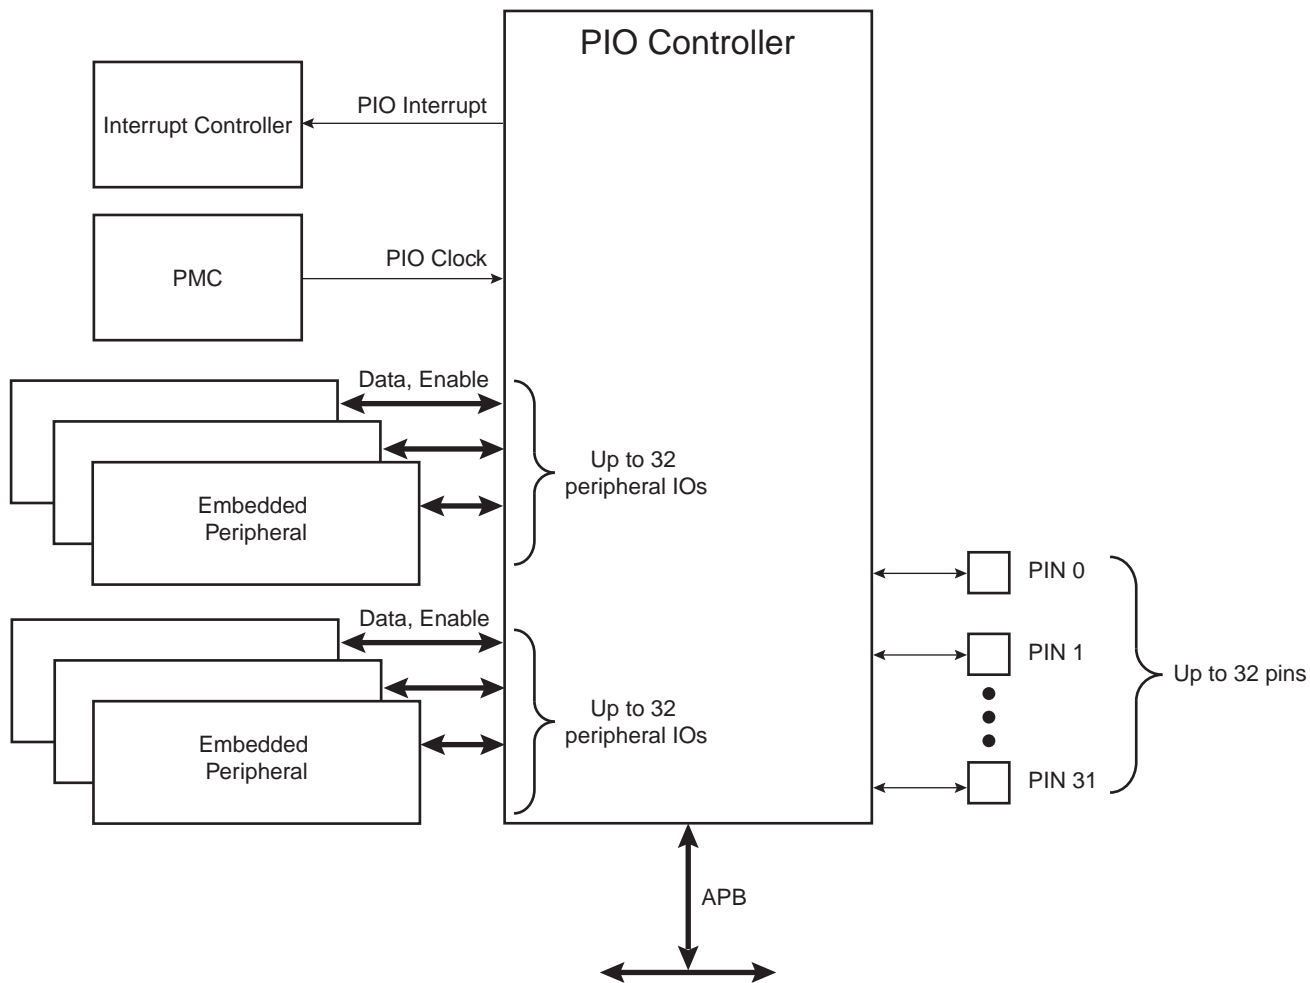 PIO Controller
PIO Interrupt
Interrupt Controller
PIO Clock
PMC
Data, Enable
Up to 32
peripheral IOs
Embedded
Peripheral
PIN 0
Data, Enable
PIN 1
Up to 32 pins
Up to 32
peripheral IOs
Embedded
Peripheral
PIN 31
APB